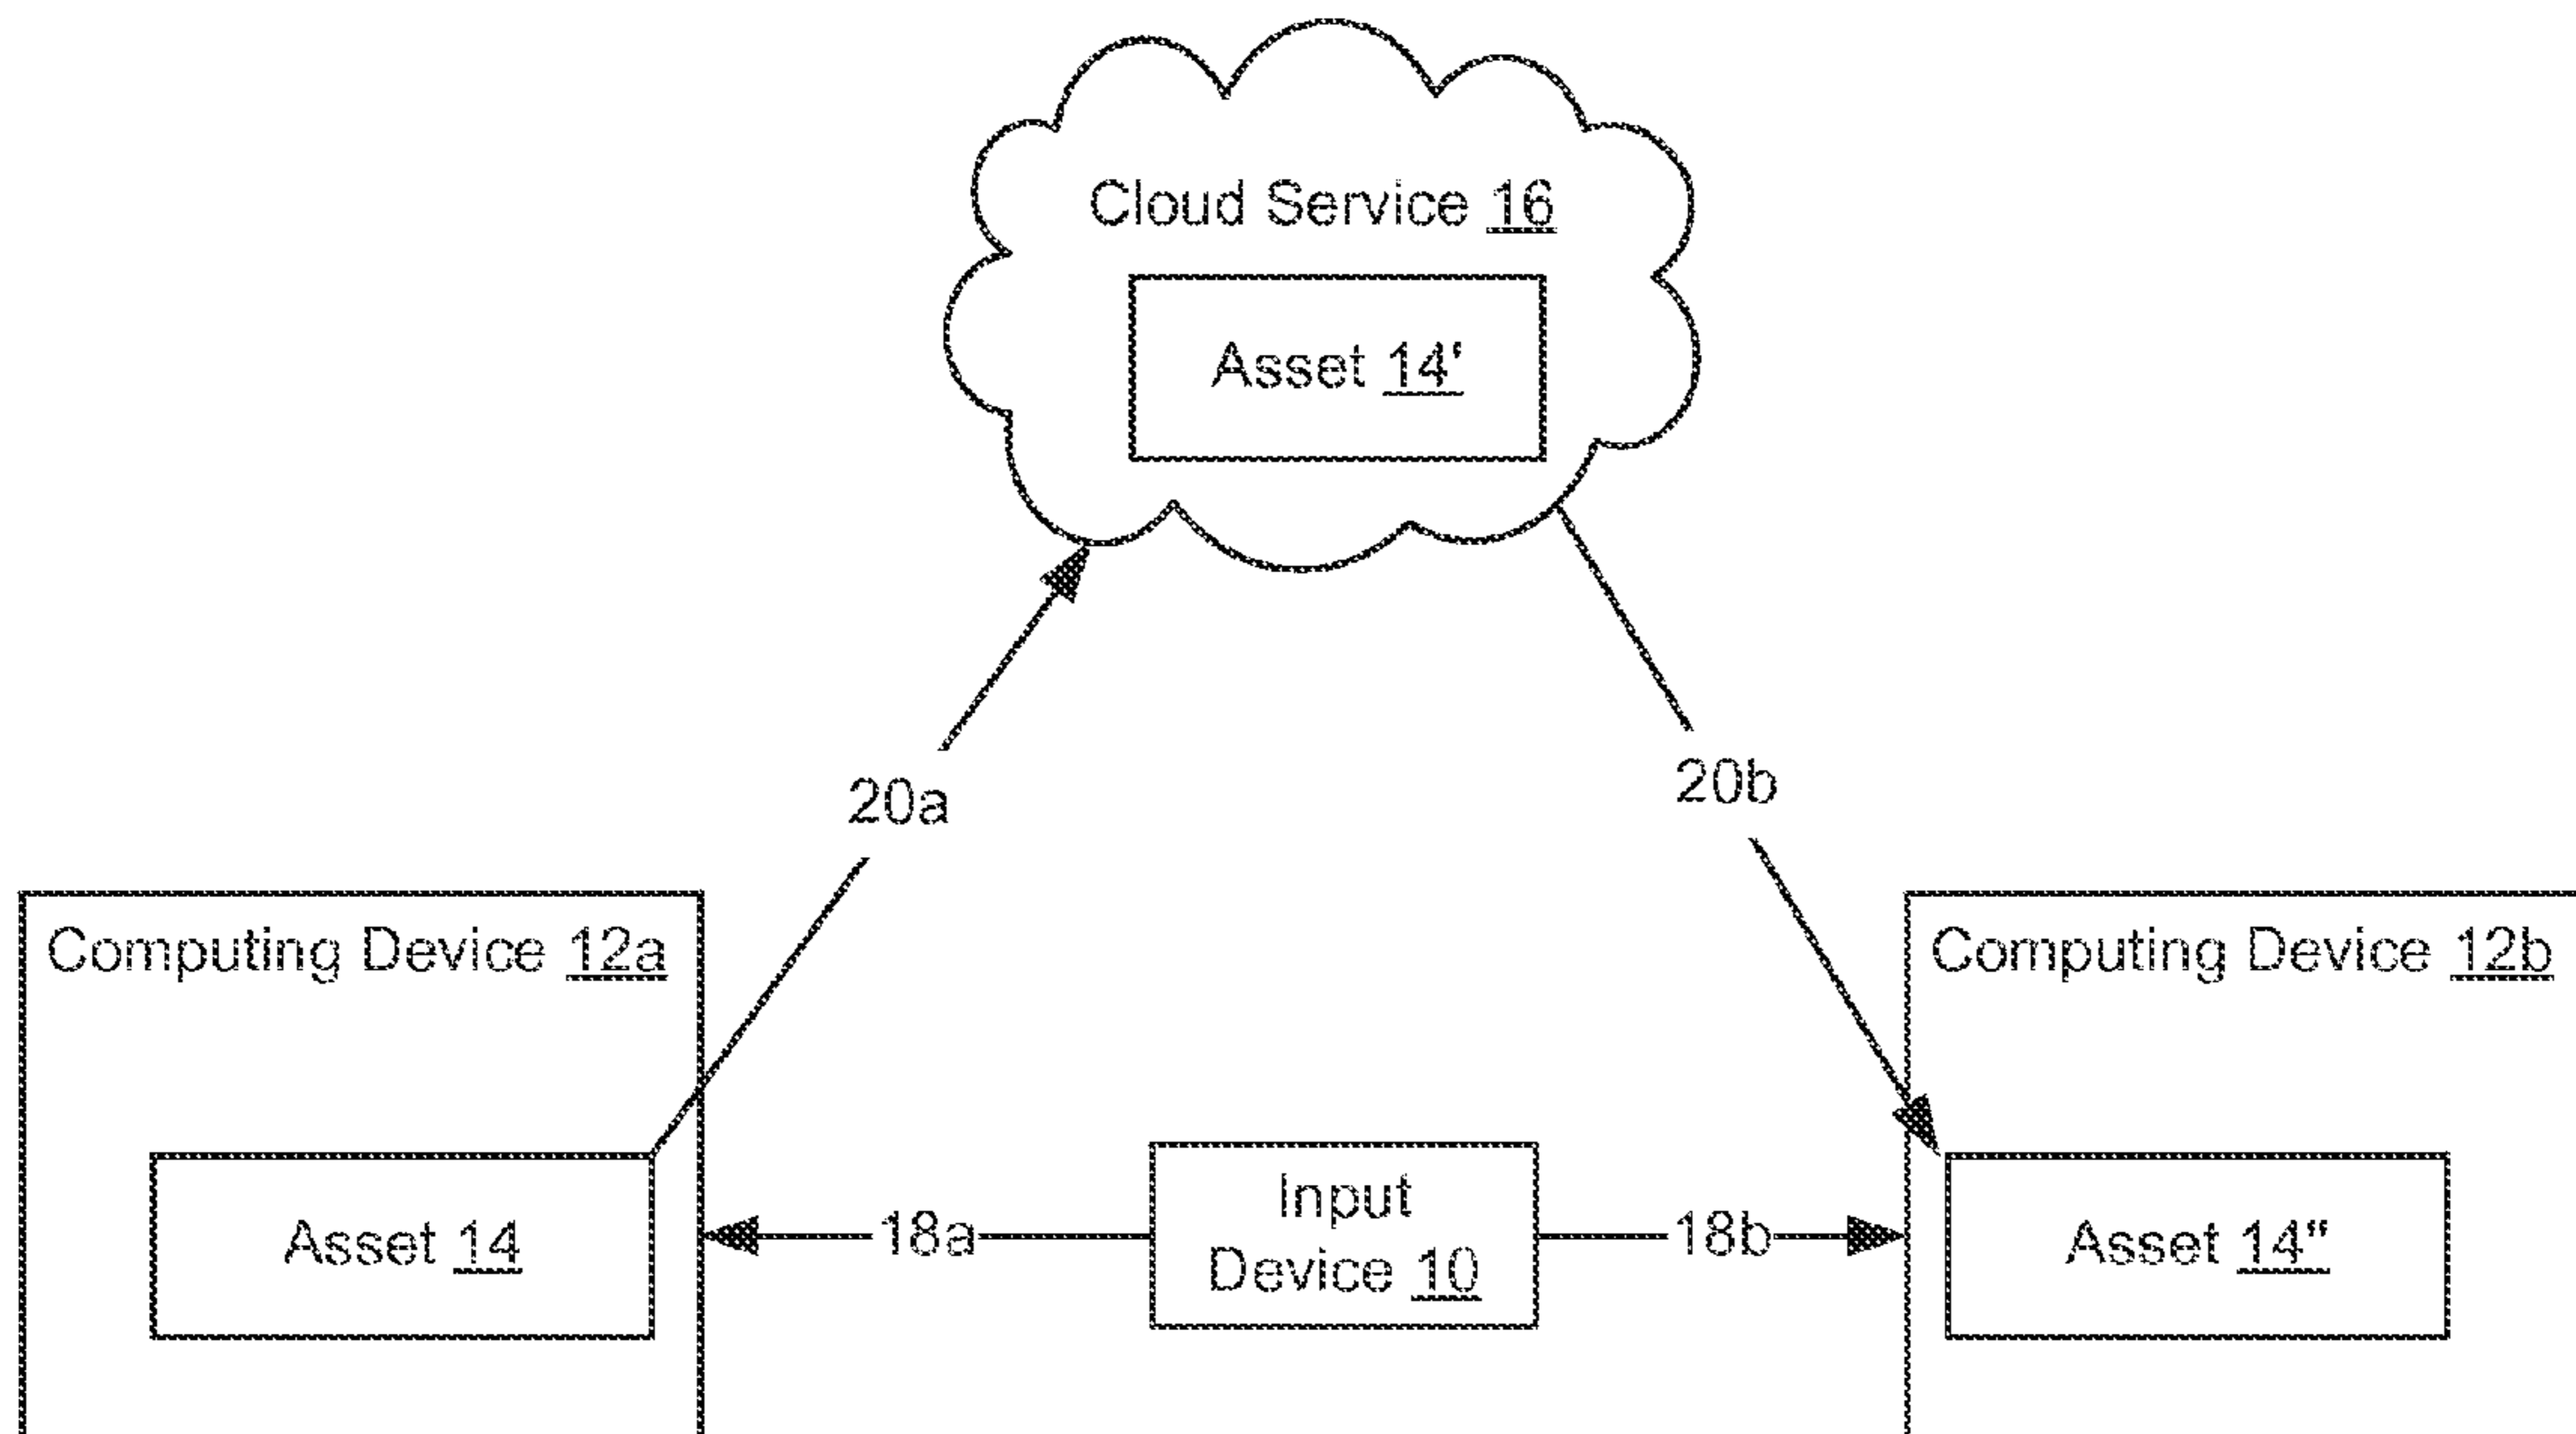 Cloud Service 16
Asset 14'
20a
20b
Computing Device 12a
Computing Device 12b
Asset 14
18a
Input
Device 10
18b
Asset 14"